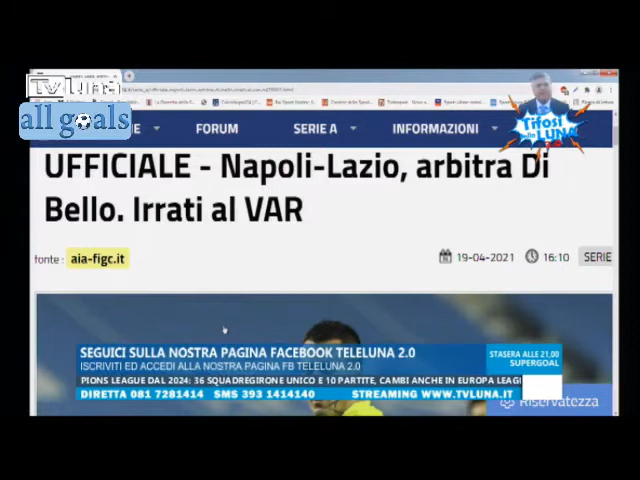 TV Luna
all goals
FORUM
SERIE A
INFORMAZIONI
Tifosi
LUNA
UFFICIALE - Napoli-Lazio, arbitra Di
Bello. Irrati al VAR
fonte : aia-figc.it
19-04-2021
16:10
SERIE
SEGUICI SULLA NOSTRA PAGINA FACEBOOK TELELUNA 2.0
ISCRIVITI ED ACCEDI ALLA NOSTRA PAGINA FB TELELUNA 2.0
STASERA ALLE 21,00
SUPERGOAL
PIONS LEAGUE DAL 2024: 36 SQUADREGIRONE UNICO E 10 PARTITE, CAMBI ANCHE IN EUROPA LEAG
DIRETTA 081 7281414 SMS 393 1414140 STREAMING WWW.TVLUNA.IT
Riservatezza